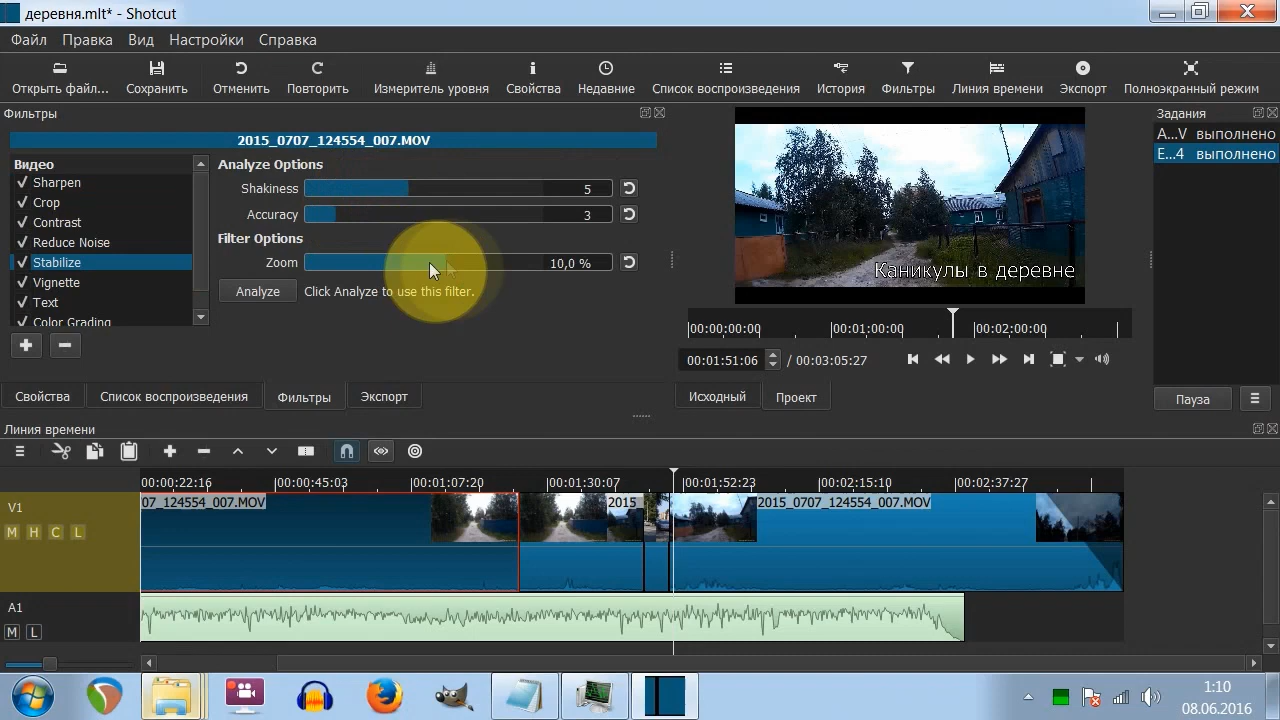 деревня.mlt* - Shotcut
Файл Правка Вид Настройки Справка
Открыть файл... Сохранить Отменить Повторить Измеритель уровня Свойства Недавние Список воспроизведения История Фильтры Линия времени Экспорт Полноэкранный режим
Фильтры
Задания
2015_0707_124554_007.MOV
A...V выполнено
E...4 выполнено
Видео
Sharpen
Crop
Contrast
Reduce Noise
Stabilize
Vignette
Text
Color Grading
Analyze Options
Shakiness 5
Accuracy 3
Filter Options
Zoom 10,0 %
Analyze Click Analyze to use this filter.
Каникулы в деревне
00:00:00:00 00:01:00:00 00:02:00:00
00:01:51:06 / 00:03:05:27
Свойства Список воспроизведения Фильтры Экспорт
Исходный Проект
Пауза
Линия времени
00:00:22:16 00:00:45:03 00:01:07:20 00:01:30:07 00:01:52:23 00:02:15:10 00:02:37:27
V1
07_124554_007.MOV 2015_ 2015_0707_124554_007.MOV
M H C L
A1
M L
1:10
08.06.2016